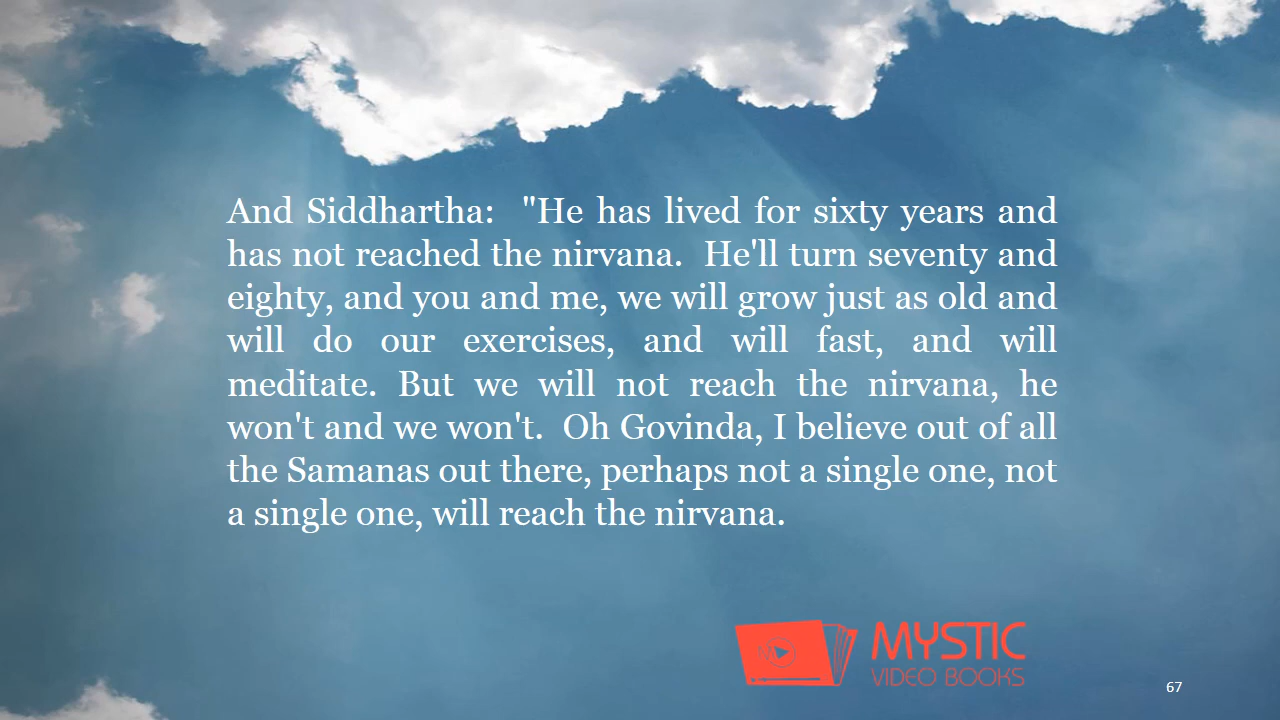 And Siddhartha:  "He has lived for sixty years and
has not reached the nirvana.  He'll turn seventy and
eighty, and you and me, we will grow just as old and
will do our exercises, and will fast, and will
meditate. But we will not reach the nirvana, he
won't and we won't.  Oh Govinda, I believe out of all
the Samanas out there, perhaps not a single one, not
a single one, will reach the nirvana.
MYSTIC
VIDEO BOOKS
67